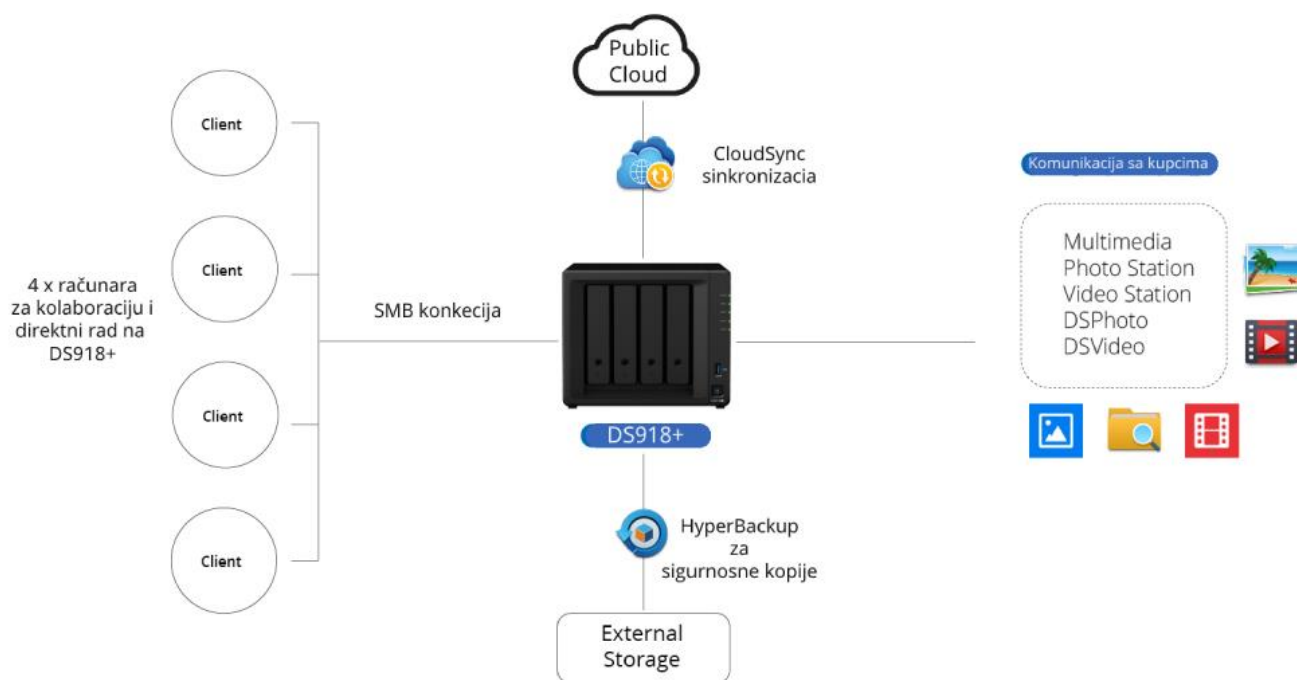 Public
Cloud
CloudSync
sinkronizacia
Client
Client
Client
Client
4 x računara
za kolaboraciju i
direktni rad na
DS918+
SMB konkecija
DS918+
HyperBackup
za
sigurnosne kopije
External
Storage
Komunikacija sa kupcima
Multimedia
Photo Station
Video Station
DSPhoto
DSVideo